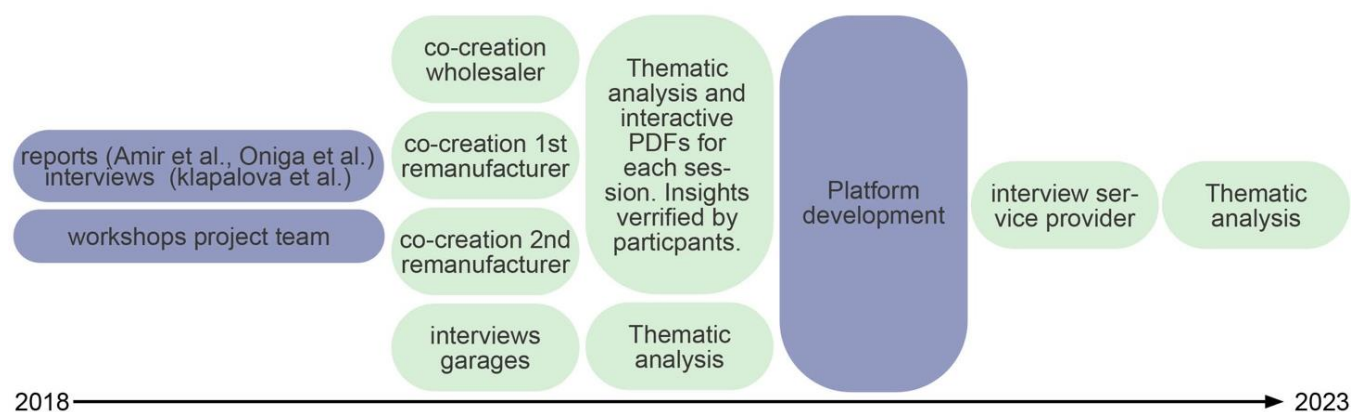 reports (Amir et al., Oniga et al.)
interviews (klapalova et al.)
workshops project team
co-creation
wholesaler
co-creation 1st
remanufacturer
co-creation 2nd
remanufacturer
interviews
garages
Thematic
analysis and
interactive
PDFs for
each ses-
sion. Insights
verrified by
particpants.
Thematic
analysis
Platform
development
interview ser-
vice provider
Thematic
analysis
2018
2023